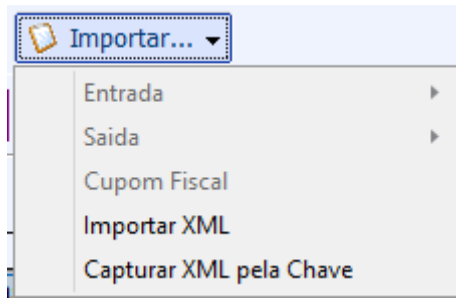 Importar...
Entrada
Saida
Cupom Fiscal
Importar XML
Capturar XML pela Chave